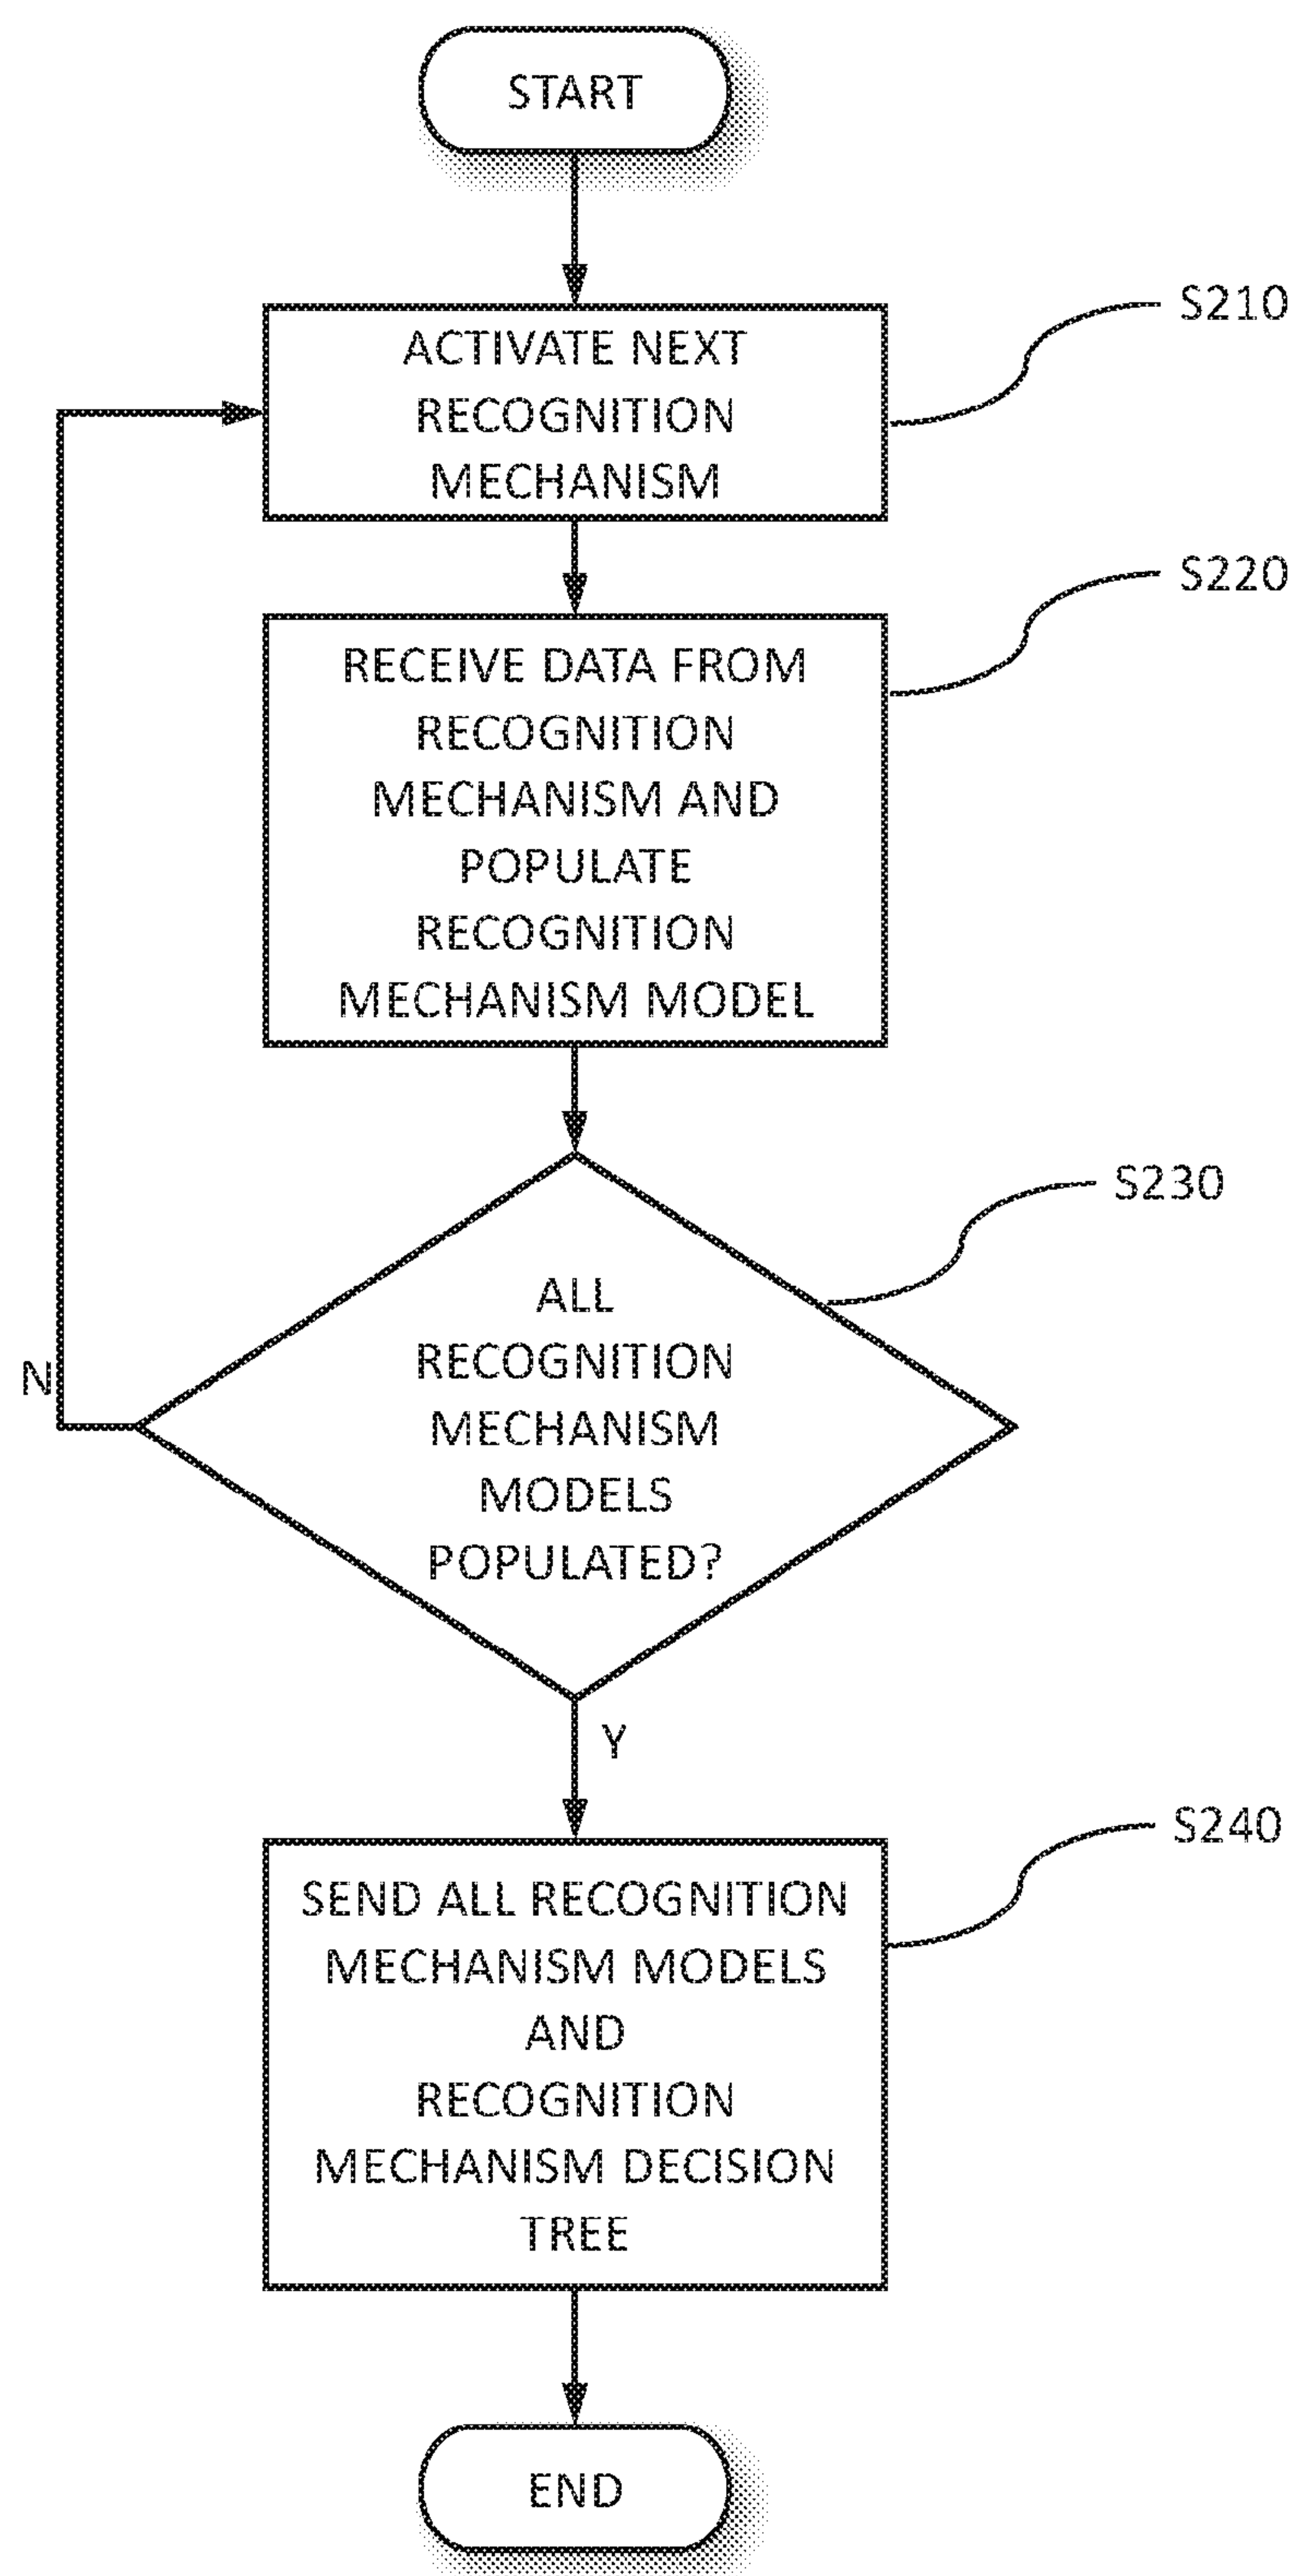 START
ACTIVATE NEXT
RECOGNITION
MECHANISM
S210
RECEIVE DATA FROM
RECOGNITION
MECHANISM AND
POPULATE
RECOGNITION
MECHANISM MODEL
S220
ALL
RECOGNITION
MECHANISM
MODELS
POPULATED?
S230
N
Y
SEND ALL RECOGNITION
MECHANISM MODELS
AND
RECOGNITION
MECHANISM DECISION
TREE
S240
END